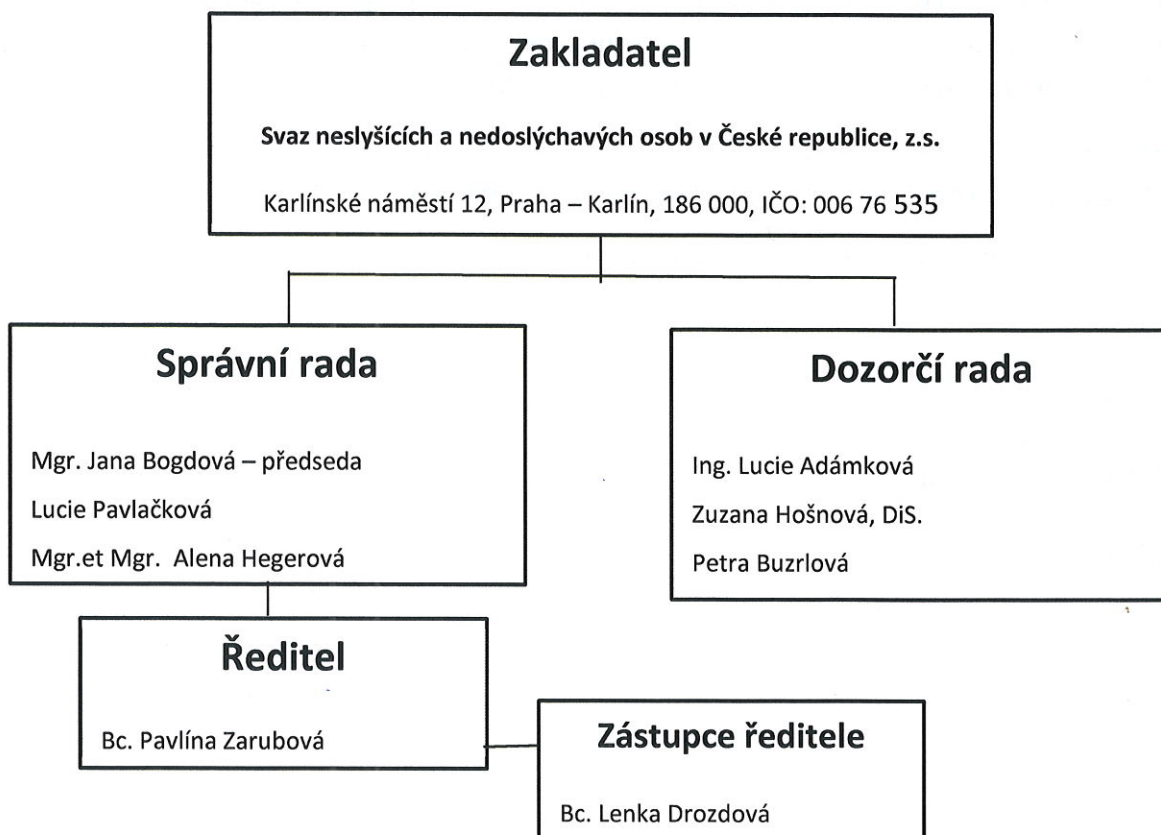 Zakladatel
Svaz neslyšících a nedoslýchavých osob v České republice, z.s.
Karlínské náměstí 12, Praha – Karlín, 186 000, IČO: 006 76 535
Správní rada
Mgr. Jana Bogdová – předseda
Lucie Pavlačková
Mgr.et Mgr. Alena Hegerová
Dozorčí rada
Ing. Lucie Adámková
Zuzana Hošnová, DiS.
Petra Buzrlová
Ředitel
Bc. Pavlína Zarubová
Zástupce ředitele
Bc. Lenka Drozdová